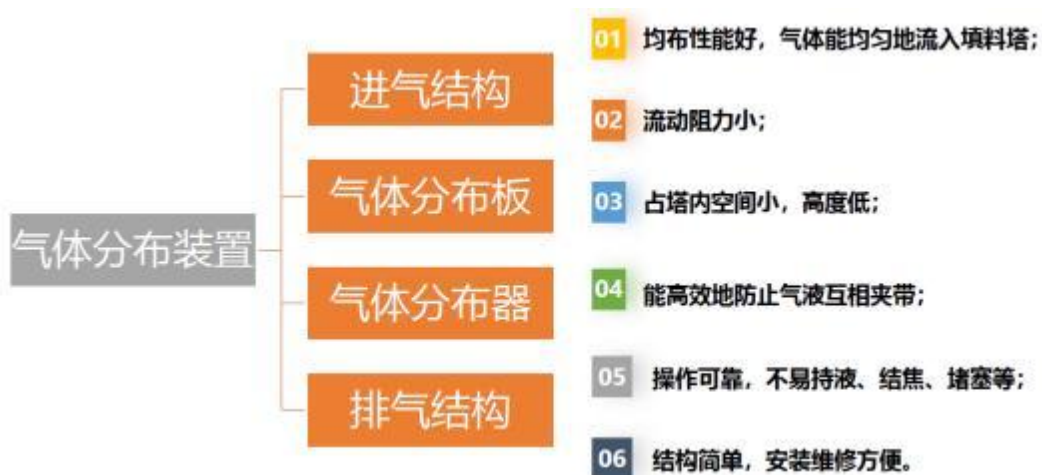 气体分布装置
进气结构
气体分布板
气体分布器
排气结构
01 均布性能好，气体能均匀地流入填料塔；
02 流动阻力小；
03 占塔内空间小，高度低；
04 能高效地防止气液互相夹带；
05 操作可靠，不易持液、结焦、堵塞等；
06 结构简单，安装维修方便。